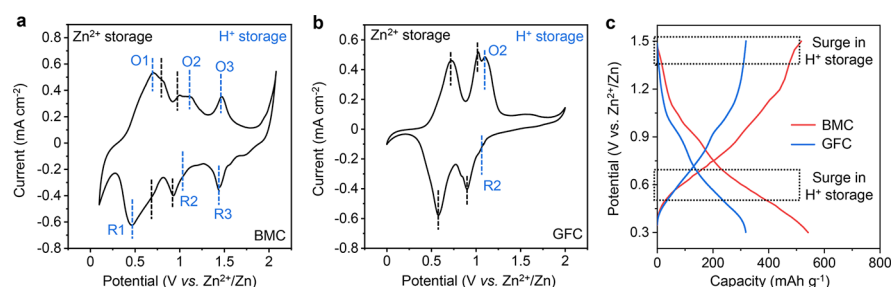 a
Zn²⁺ storage
H⁺ storage
O1
O2
O3
R1
R2
R3
BMC
0.8
0.6
0.4
0.2
0.0
-0.2
-0.4
-0.6
-0.8
Current (mA cm⁻²)
0
0.5
1
1.5
2
Potential (V vs. Zn²⁺/Zn)
b
Zn²⁺ storage
H⁺ storage
O2
R2
GFC
0.6
0.4
0.2
0.0
-0.2
-0.4
-0.6
-0.8
Current (mA cm⁻²)
0
0.5
1
1.5
2
Potential (V vs. Zn²⁺/Zn)
c
Surge in
H⁺ storage
BMC
GFC
Surge in
H⁺ storage
1.5
1.2
0.9
0.6
0.3
Potential (V vs. Zn²⁺/Zn)
0
200
400
600
800
Capacity (mAh g⁻¹)